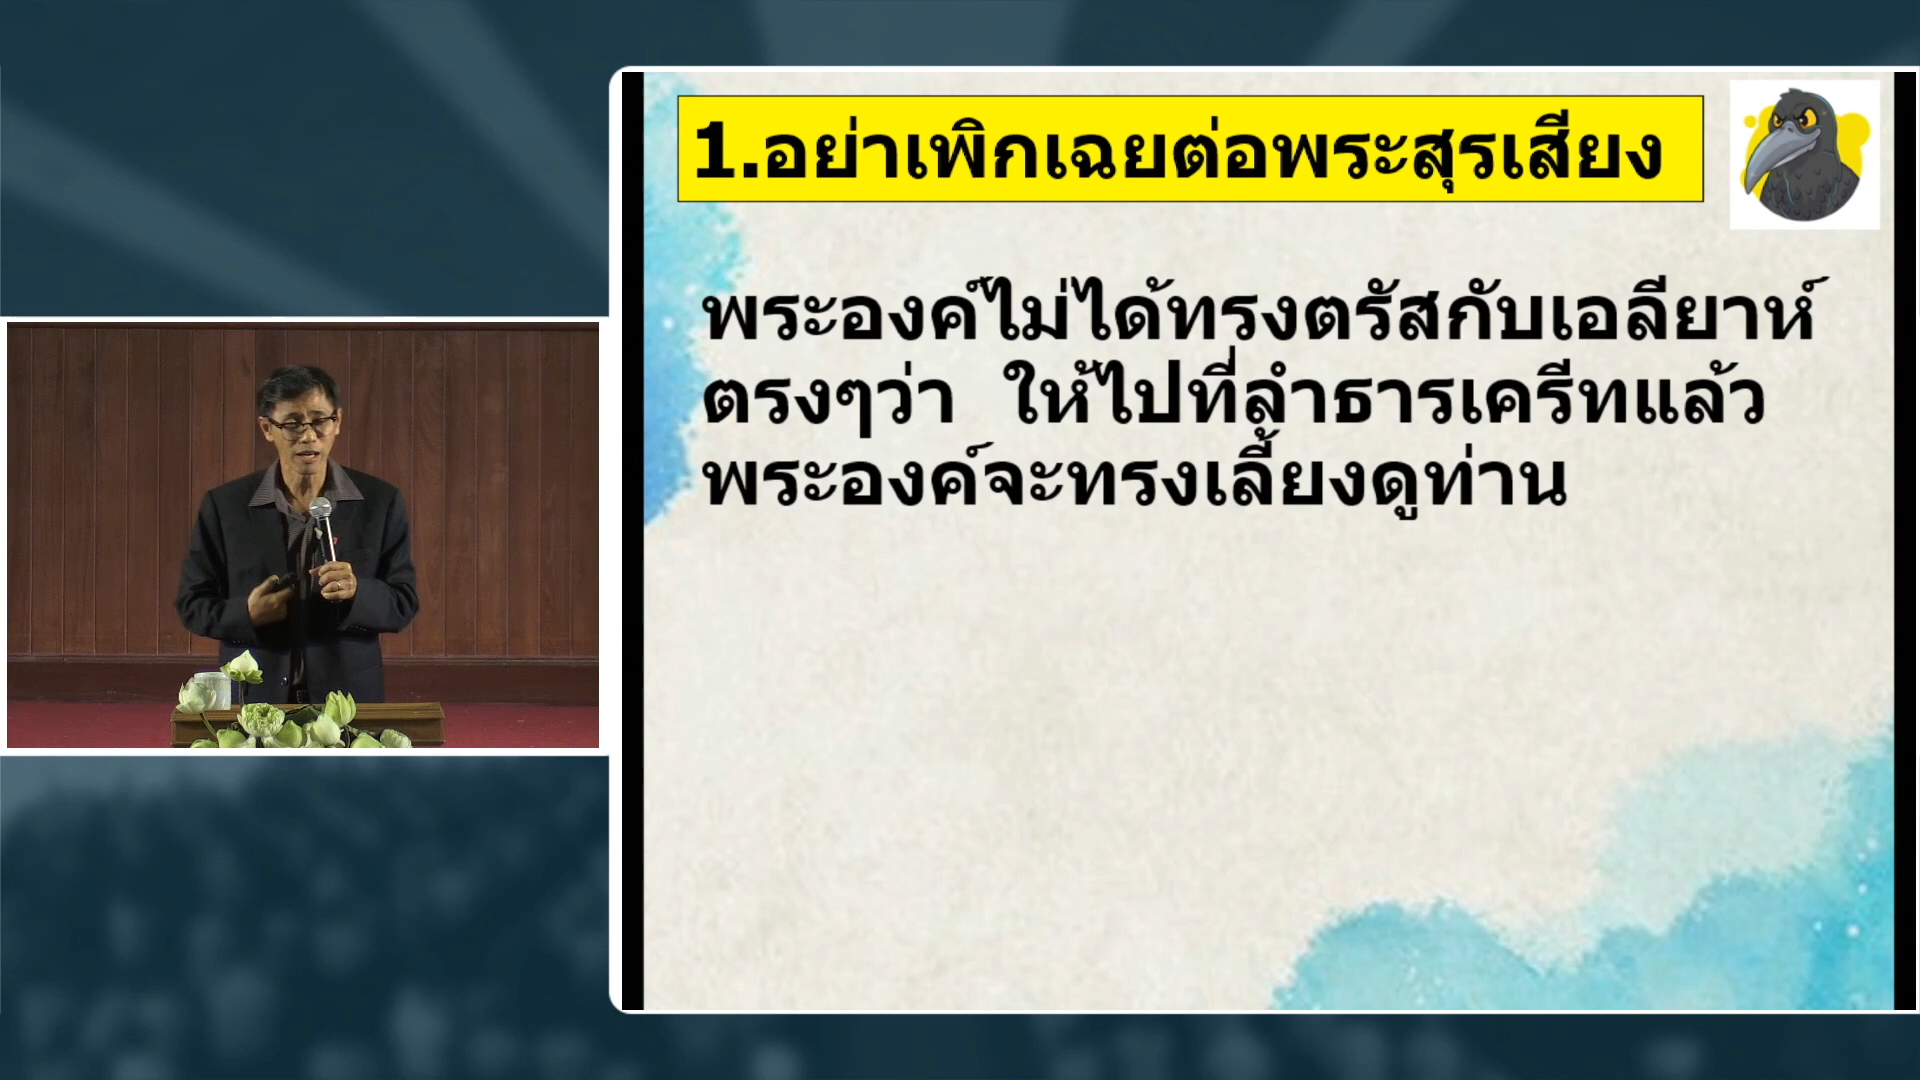 1.อย่าเพิกเฉยต่อพระสุรเสียง
พระองค์ไม่ได้ทรงตรัสกับเอลียาห์
ตรงๆว่า ให้ไปที่ลำธารเครีทแล้ว
พระองค์จะทรงเลี้ยงดูท่าน